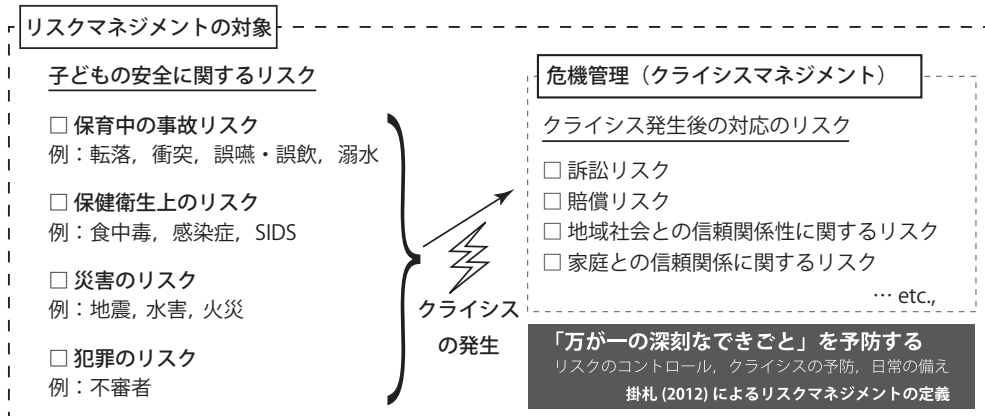 リスクマネジメントの対象
子どもの安全に関するリスク
□ 保育中の事故リスク
例：転落，衝突，誤嚥・誤飲，溺水
□ 保健衛生上のリスク
例：食中毒，感染症，SIDS
□ 災害のリスク
例：地震, 水害, 火災
□ 犯罪のリスク
例：不審者
クライシス
の発生
危機管理（クライシスマネジメント）
クライシス発生後の対応のリスク
□ 訴訟リスク
□ 賠償リスク
□ 地域社会との信頼関係性に関するリスク
□ 家庭との信頼関係に関するリスク
… etc.,
「万が一の深刻なできごと」を予防する
リスクのコントロール，クライシスの予防，日常の備え
掛札 (2012) によるリスクマネジメントの定義